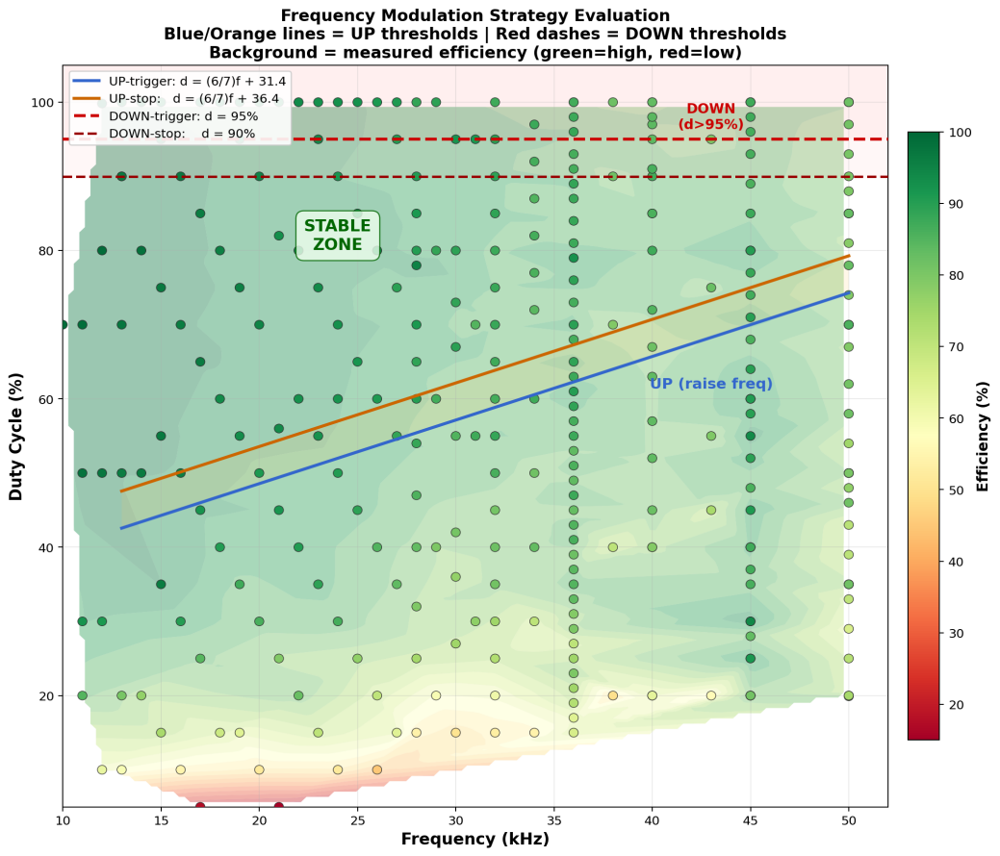 Frequency Modulation Strategy Evaluation
Blue/Orange lines = UP thresholds | Red dashes = DOWN thresholds
Background = measured efficiency (green=high, red=low)
UP-trigger: d = (6/7)f + 31.4
UP-stop:   d = (6/7)f + 36.4
DOWN-trigger: d = 95%
DOWN-stop:    d = 90%
DOWN
(d>95%)
STABLE
ZONE
UP (raise freq)
Duty Cycle (%)
100
80
60
40
20
10
15
20
25
30
35
40
45
50
Frequency (kHz)
100
90
80
70
60
50
40
30
20
Efficiency (%)